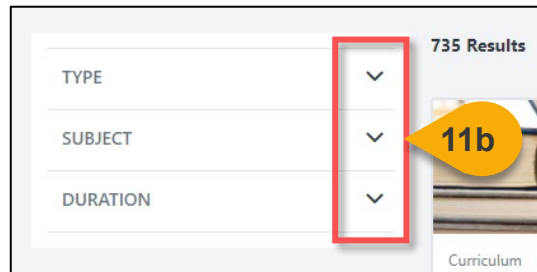 735 Results
TYPE
SUBJECT
11b
DURATION
Curriculum